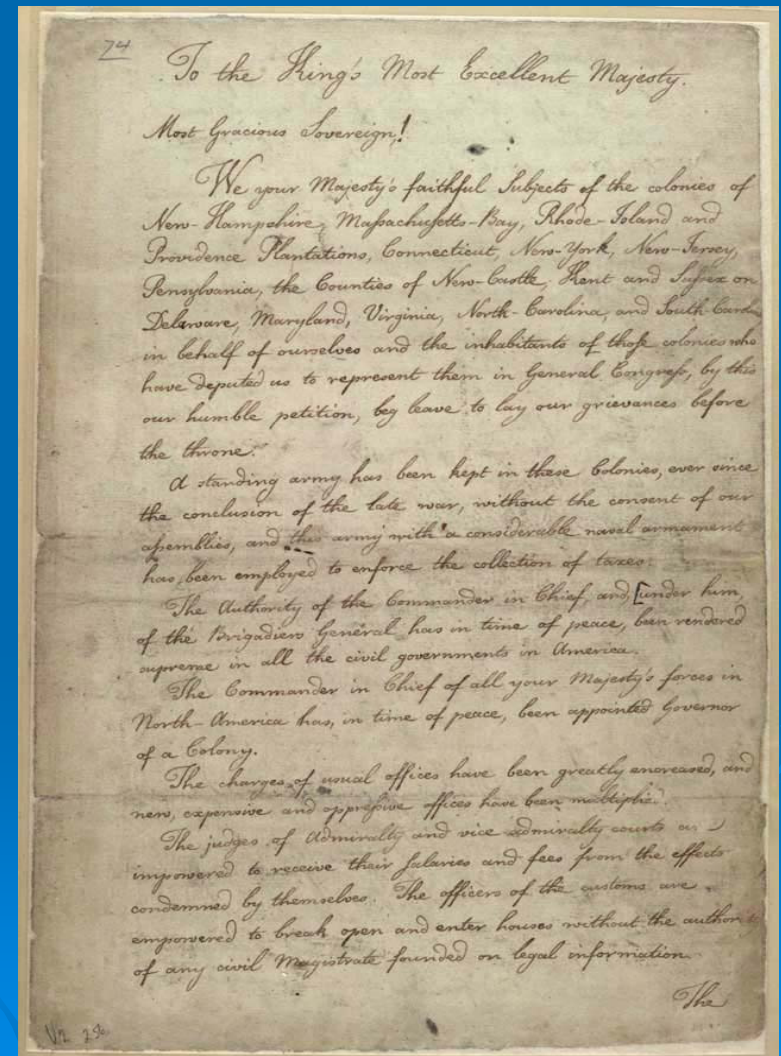 74
To the King's Most Excellent Majesty.
Most Gracious Sovereign!
We your Majesty's faithful Subjects of the colonies of
New-Hampshire, Massachusetts-Bay, Rhode-Island and
Providence Plantations, Connecticut, New-York, New-Jersey,
Pensylvania, the Counties of New-Castle, Kent and Sussex on
Delaware, Maryland, Virginia, North-Carolina, and South-Carolina
in behalf of ourselves and the inhabitants of those colonies who
have deputed us to represent them in General Congress, by this
our humble petition, beg leave to lay our grievances before
the throne.
A standing army has been kept in these Colonies, ever since
the conclusion of the late war, without the consent of our
assemblies, and this army with a considerable naval armament
has been employed to enforce the collection of taxes.
The Authority of the Commander in Chief, and, [under him,
of the Brigadiers General has in time of peace, been rendered
supreme in all the civil governments in America.
The Commander in Chief of all your Majesty's forces in
North-America has, in time of peace, been appointed Governor
of a Colony.
The charges of usual offices have been greatly encreased, and
new, expensive and oppressive offices have been multiplied.
The judges of Admiralty and vice admiralty courts are
impowered to receive their salaries and fees from the effects
condemned by themselves. The officers of the customs are
empowered to break open and enter houses without the authority
of any civil Magistrate founded on legal information.
The